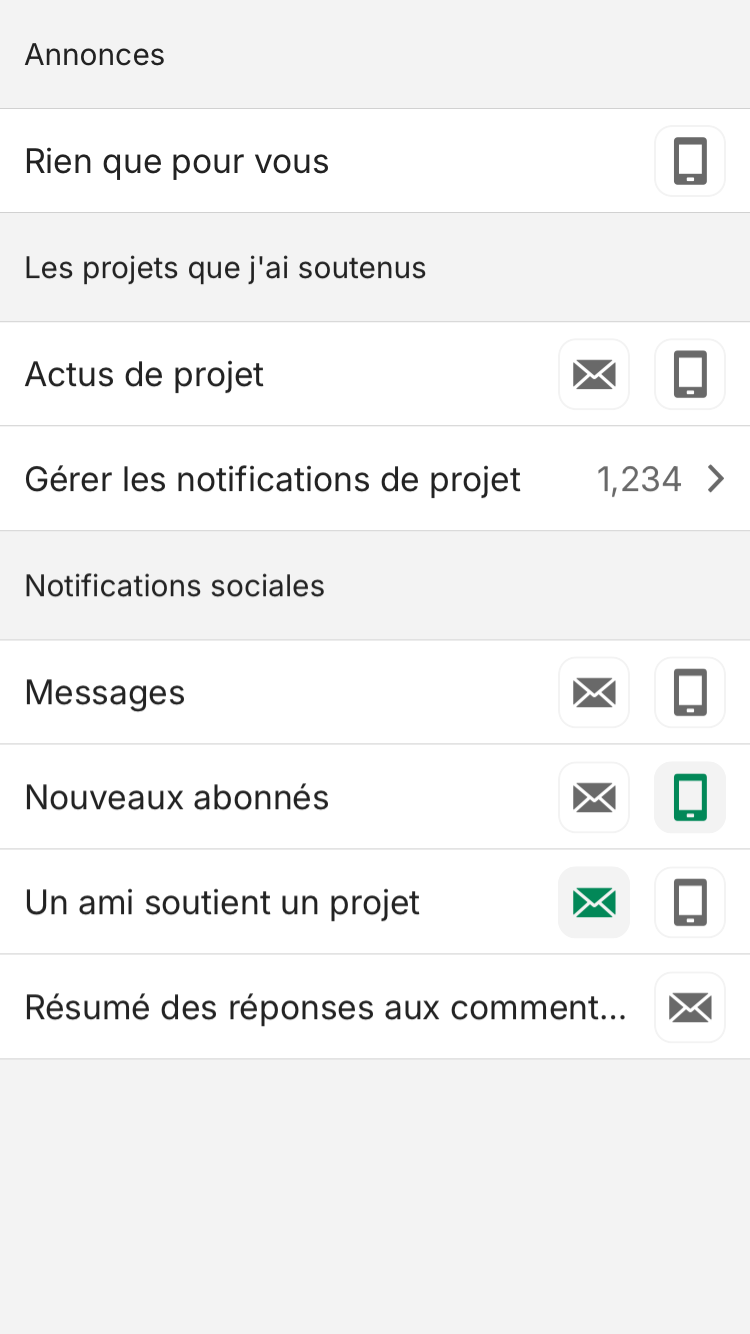 Annonces
Rien que pour vous
Les projets que j'ai soutenus
Actus de projet
Gérer les notifications de projet 1,234
Notifications sociales
Messages
Nouveaux abonnés
Un ami soutient un projet
Résumé des réponses aux comment...